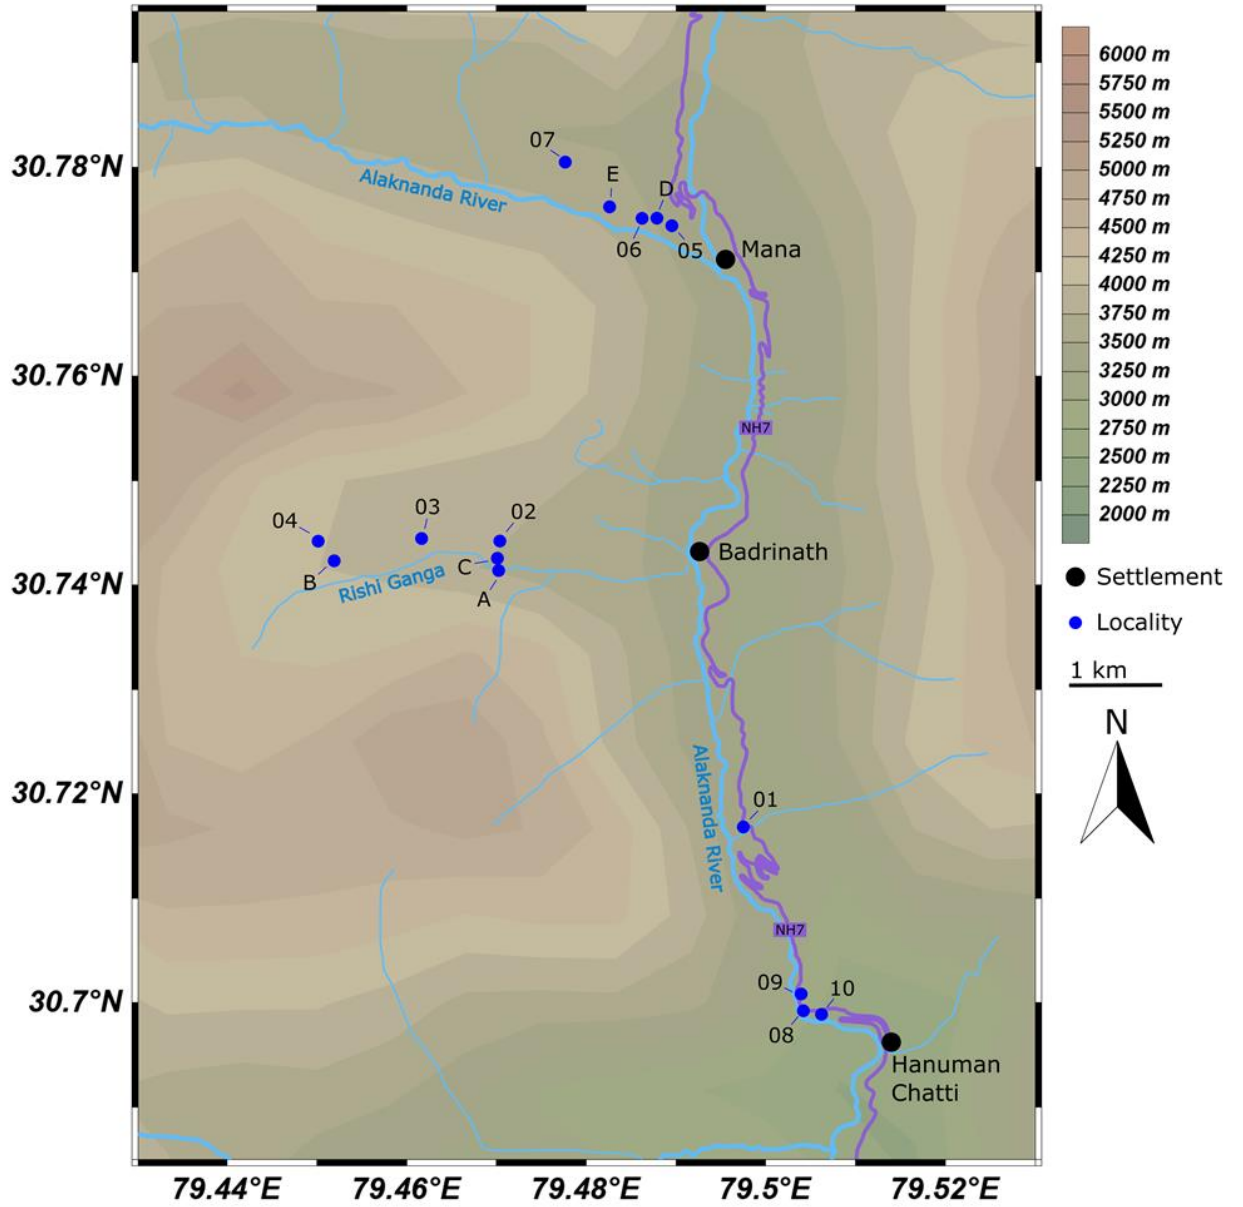 6000 m
5750 m
5500 m
5250 m
5000 m
4750 m
4500 m
4250 m
4000 m
3750 m
3500 m
3250 m
3000 m
2750 m
2500 m
2250 m
2000 m
Settlement
Locality
1 km
N
30.78°N
30.76°N
30.74°N
30.72°N
30.7°N
07
E
D
Alaknanda River
06
05
Mana
NH7
04
03
02
Badrinath
C
B
Rishi Ganga
A
Alaknanda River
01
NH7
09
10
08
Hanuman
Chatti
79.44°E
79.46°E
79.48°E
79.5°E
79.52°E